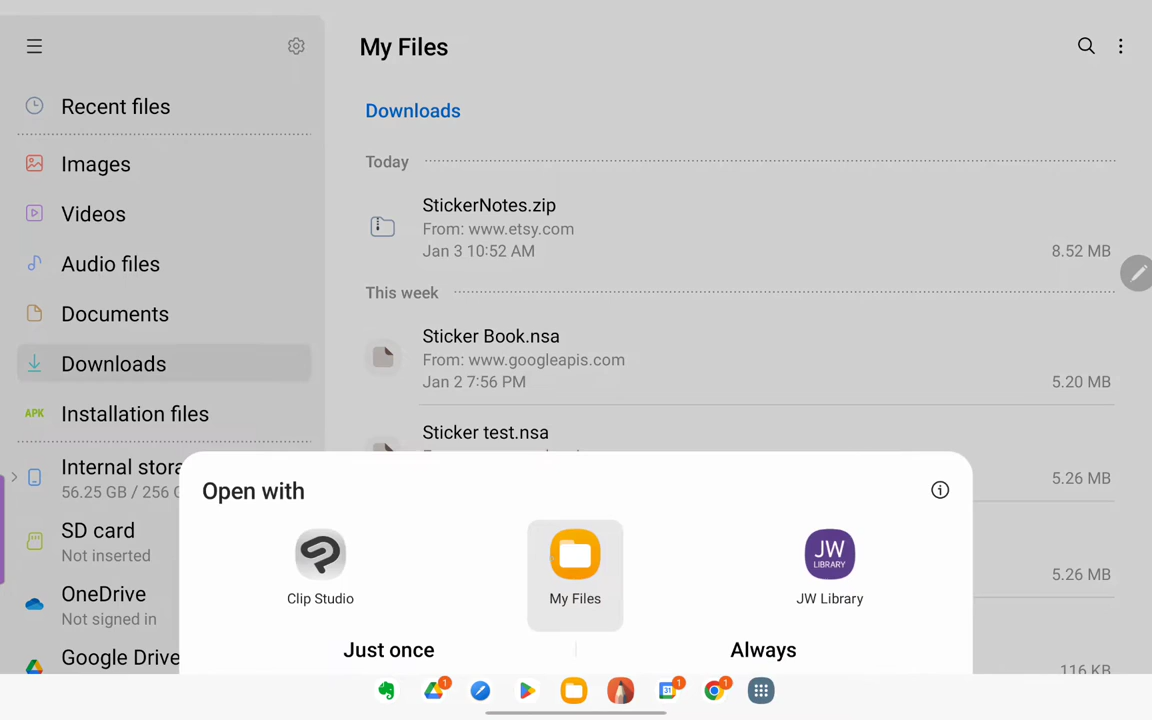 My Files
Recent files
Images
Videos
Audio files
Documents
Downloads
APK
Installation files
Internal stora
56.25 GB / 256 G
SD card
Not inserted
OneDrive
Not signed in
Google Drive
Downloads
Today
StickerNotes.zip
From: www.etsy.com
Jan 3 10:52 AM
8.52 MB
This week
Sticker Book.nsa
From: www.googleapis.com
Jan 2 7:56 PM
5.20 MB
Sticker test.nsa
5.26 MB
5.26 MB
116 KB
Open with
Clip Studio
My Files
JW
LIBRARY
JW Library
Just once
Always
1
31
1
1